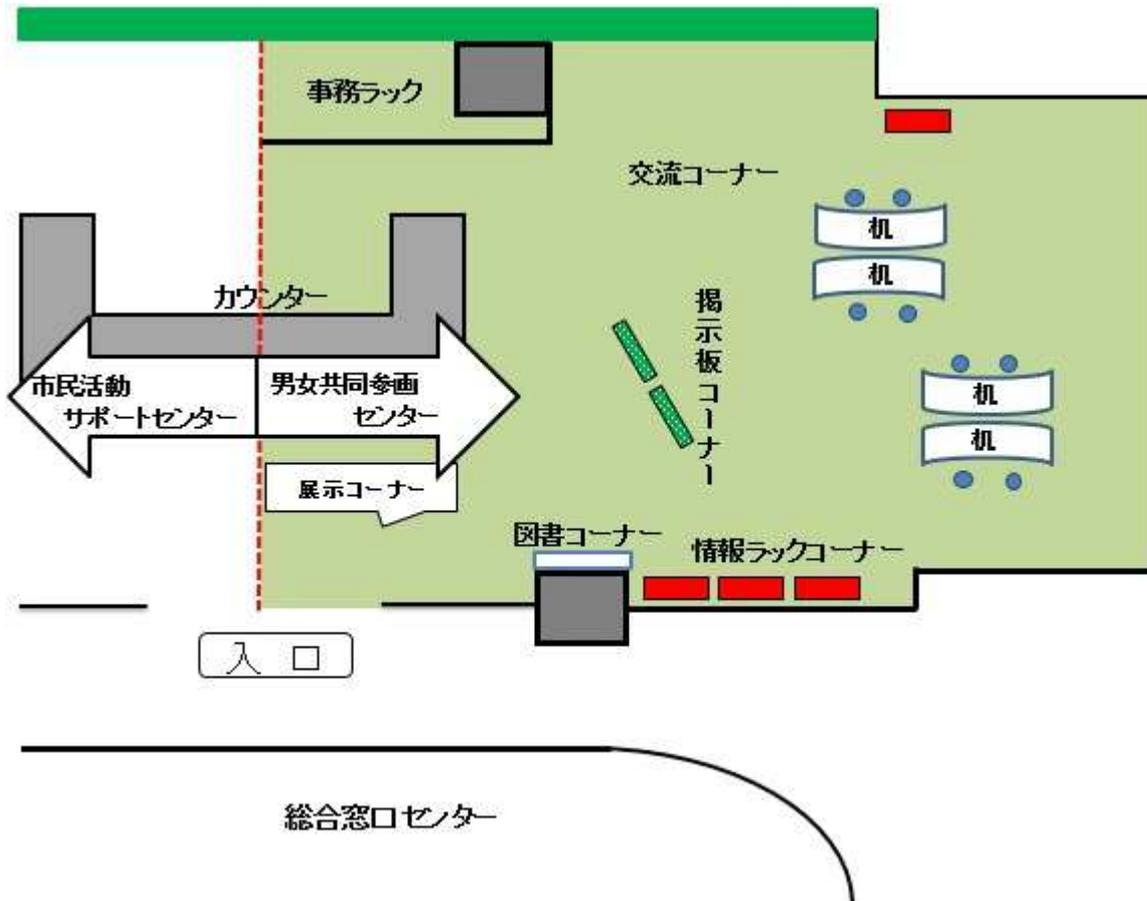 事務ラック
交流コーナー
机
机
カウンター
掲示板コーナー
市民活動
サポートセンター
男女共同参画
センター
机
机
展示コーナー
図書コーナー
情報ラックコーナー
入 口
総合窓口センター